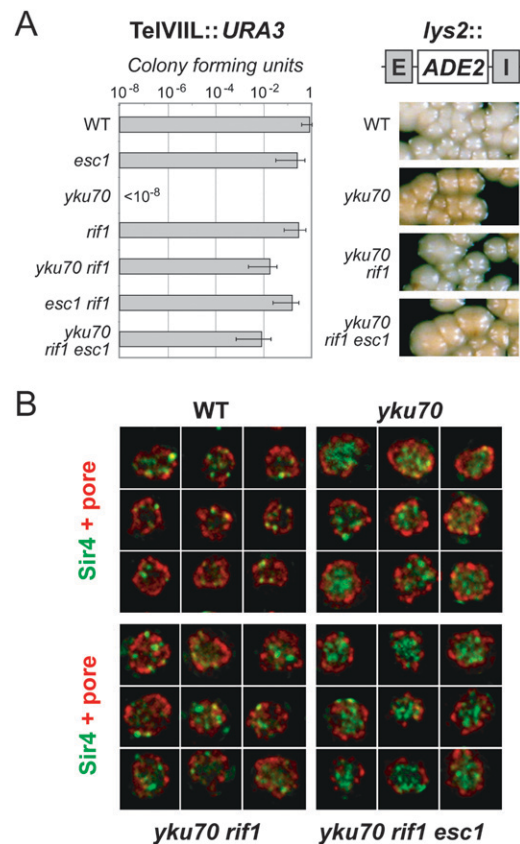 A
TelVIIL::URA3
Colony forming units
10-8 10-6 10-4 10-2 1
WT
esc1
yku70 <10-8
rif1
yku70 rif1
esc1 rif1
yku70
rif1 esc1
lys2::
E ADE2 I
WT
yku70
yku70
rif1
yku70
rif1 esc1
B
WT yku70
Sir4 + pore
Sir4 + pore
yku70 rif1 yku70 rif1 esc1